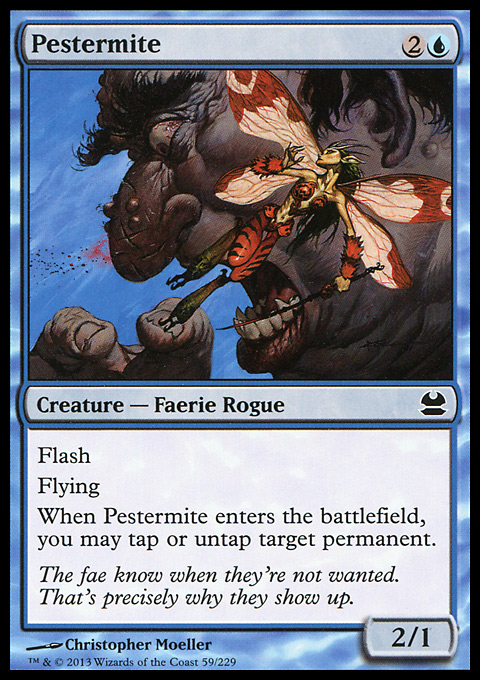 Pestermite 2
Creature — Faerie Rogue
Flash
Flying
When Pestermite enters the battlefield,
you may tap or untap target permanent.
The fae know when they're not wanted.
That's precisely why they show up.
2/1
Christopher Moeller
™ & © 2013 Wizards of the Coast 59/229